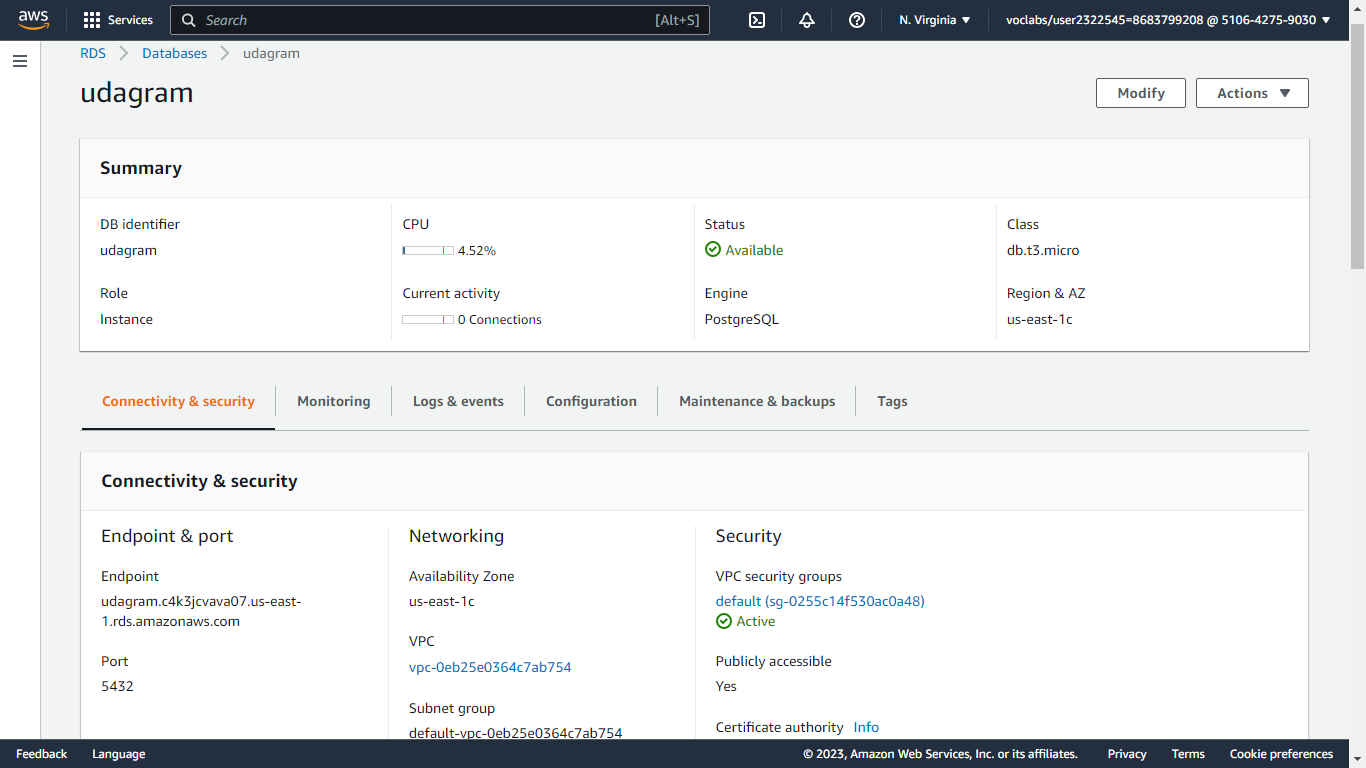 aws Services Search [Alt+S] N. Virginia voclabs/user2322545=8683799208 @ 5106-4275-9030
RDS Databases udagram
udagram
Modify Actions
Summary
DB identifier CPU Status Class
udagram 4.52% Available db.t3.micro
Role Current activity Engine Region & AZ
Instance 0 Connections PostgreSQL us-east-1c
Connectivity & security Monitoring Logs & events Configuration Maintenance & backups Tags
Connectivity & security
Endpoint & port
Endpoint
udagram.c4k3jcvava07.us-east-
1.rds.amazonaws.com
Port
5432
Networking
Availability Zone
us-east-1c
VPC
vpc-0eb25e0364c7ab754
Subnet group
default-vpc-0eb25e0364c7ab754
Security
VPC security groups
default (sg-0255c14f530ac0a48)
Active
Publicly accessible
Yes
Certificate authority Info
Feedback Language © 2023, Amazon Web Services, Inc. or its affiliates. Privacy Terms Cookie preferences